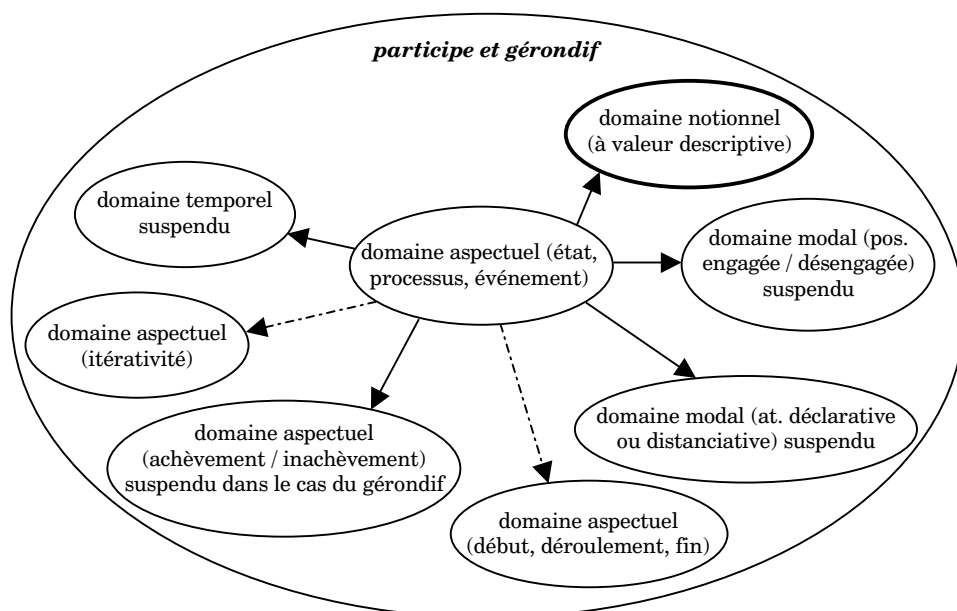 participe et gérondif
domaine notionnel
(à valeur descriptive)
domaine temporel
suspendu
domaine aspectuel (état,
processus, événement)
domaine modal (pos.
engagée / désengagée)
suspendu
domaine aspectuel
(itérativité)
domaine modal (at. déclarative
ou distanciative) suspendu
domaine aspectuel
(achèvement / inachèvement)
suspendu dans le cas du gérondif
domaine aspectuel
(début, déroulement, fin)